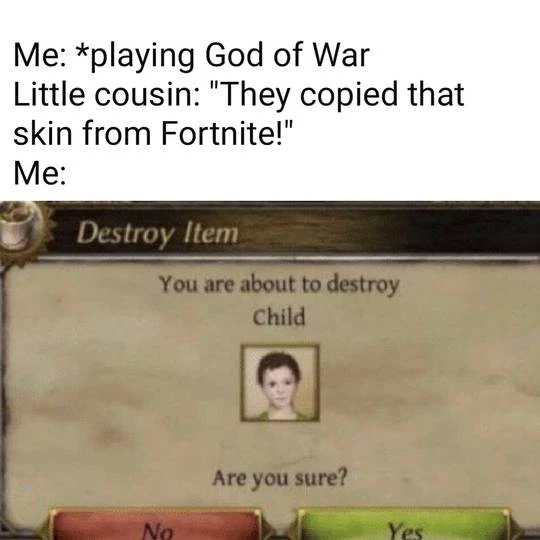 Me: *playing God of War
Little cousin: "They copied that
skin from Fortnite!"
Me:
Destroy Item
You are about to destroy
Child
Are you sure?
No
Yes